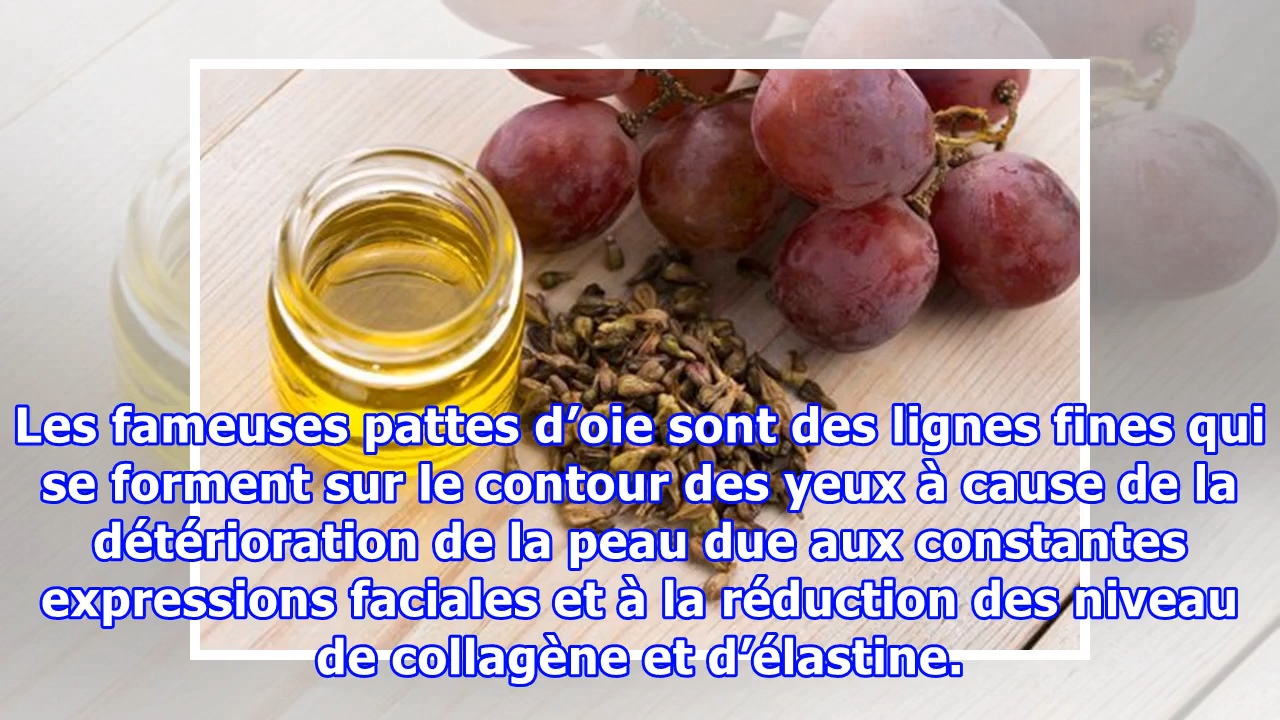 Les fameuses pattes d’oie sont des lignes fines qui
se forment sur le contour des yeux à cause de la
détérioration de la peau due aux constantes
expressions faciales et à la réduction des niveau
de collagène et d’élastine.